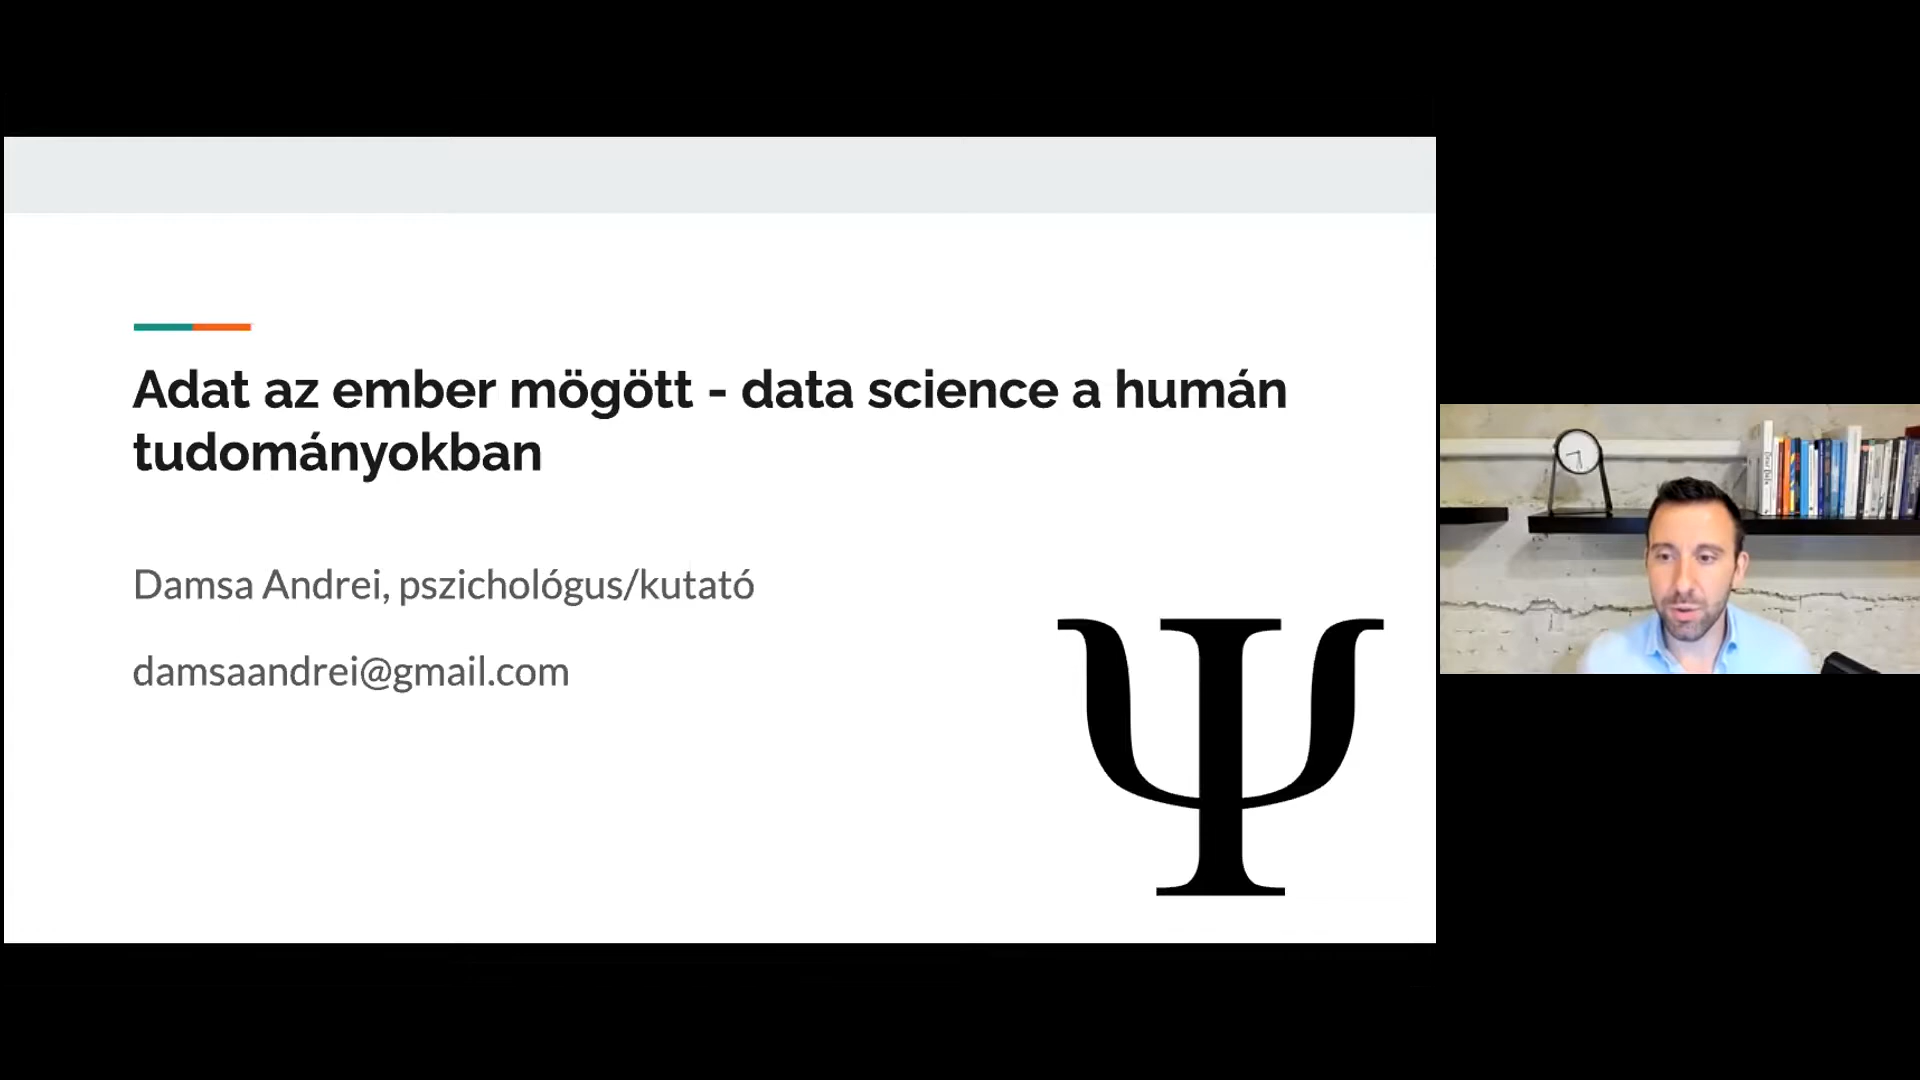 Adat az ember mögött - data science a humán
tudományokban
Damsa Andrei, pszichológus/kutató
damsaandrei@gmail.com
Ψ